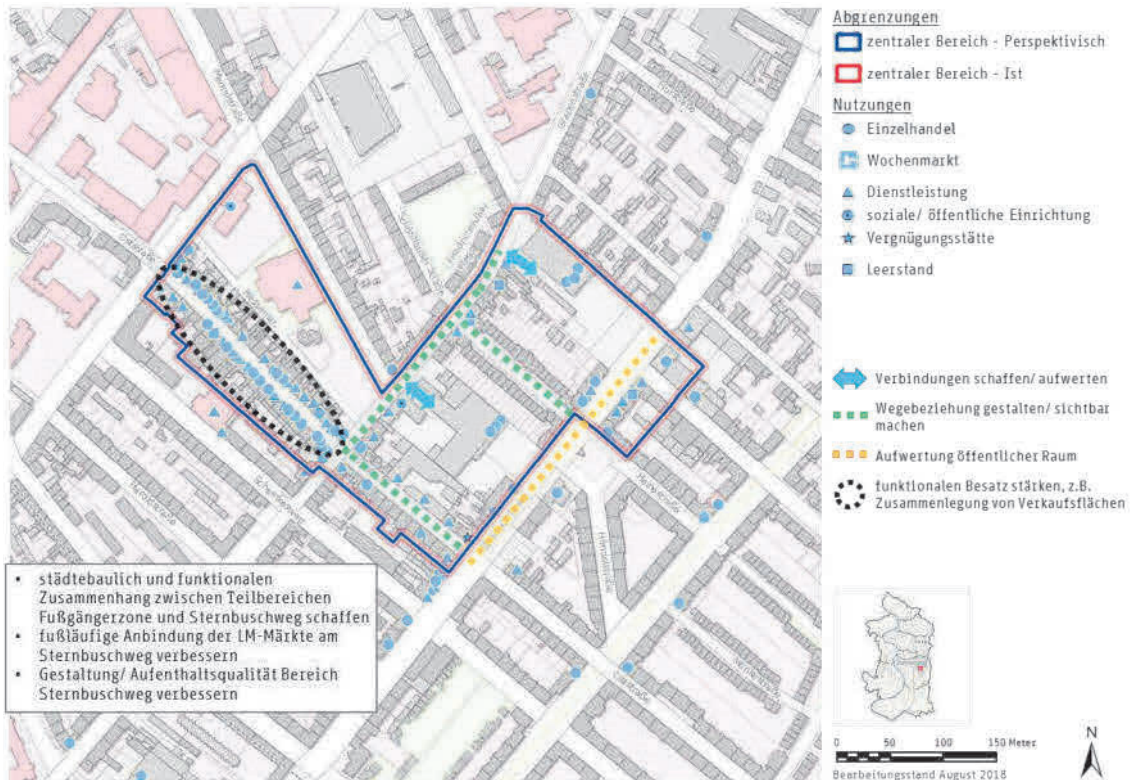 Abgrenzungen
zentraler Bereich - Perspektivisch
zentraler Bereich - Ist
Nutzungen
Einzelhandel
Wochenmarkt
Dienstleistung
soziale/ öffentliche Einrichtung
Vergnügungsstätte
Leerstand
Verbindungen schaffen/ aufwerten
Wegebeziehung gestalten/ sichtbar
machen
Aufwertung öffentlicher Raum
funktionalen Besatz stärken, z.B.
Zusammenlegung von Verkaufsflächen
▪ städtebaulich und funktionalen
Zusammenhang zwischen Teilbereichen
Fußgängerzone und Sternbuschweg schaffen
▪ fußläufige Anbindung der LM-Märkte am
Sternbuschweg verbessern
▪ Gestaltung/ Aufenthaltsqualität Bereich
Sternbuschweg verbessern
N
0 50 100 150 Meter
Bearbeitungsstand August 2018